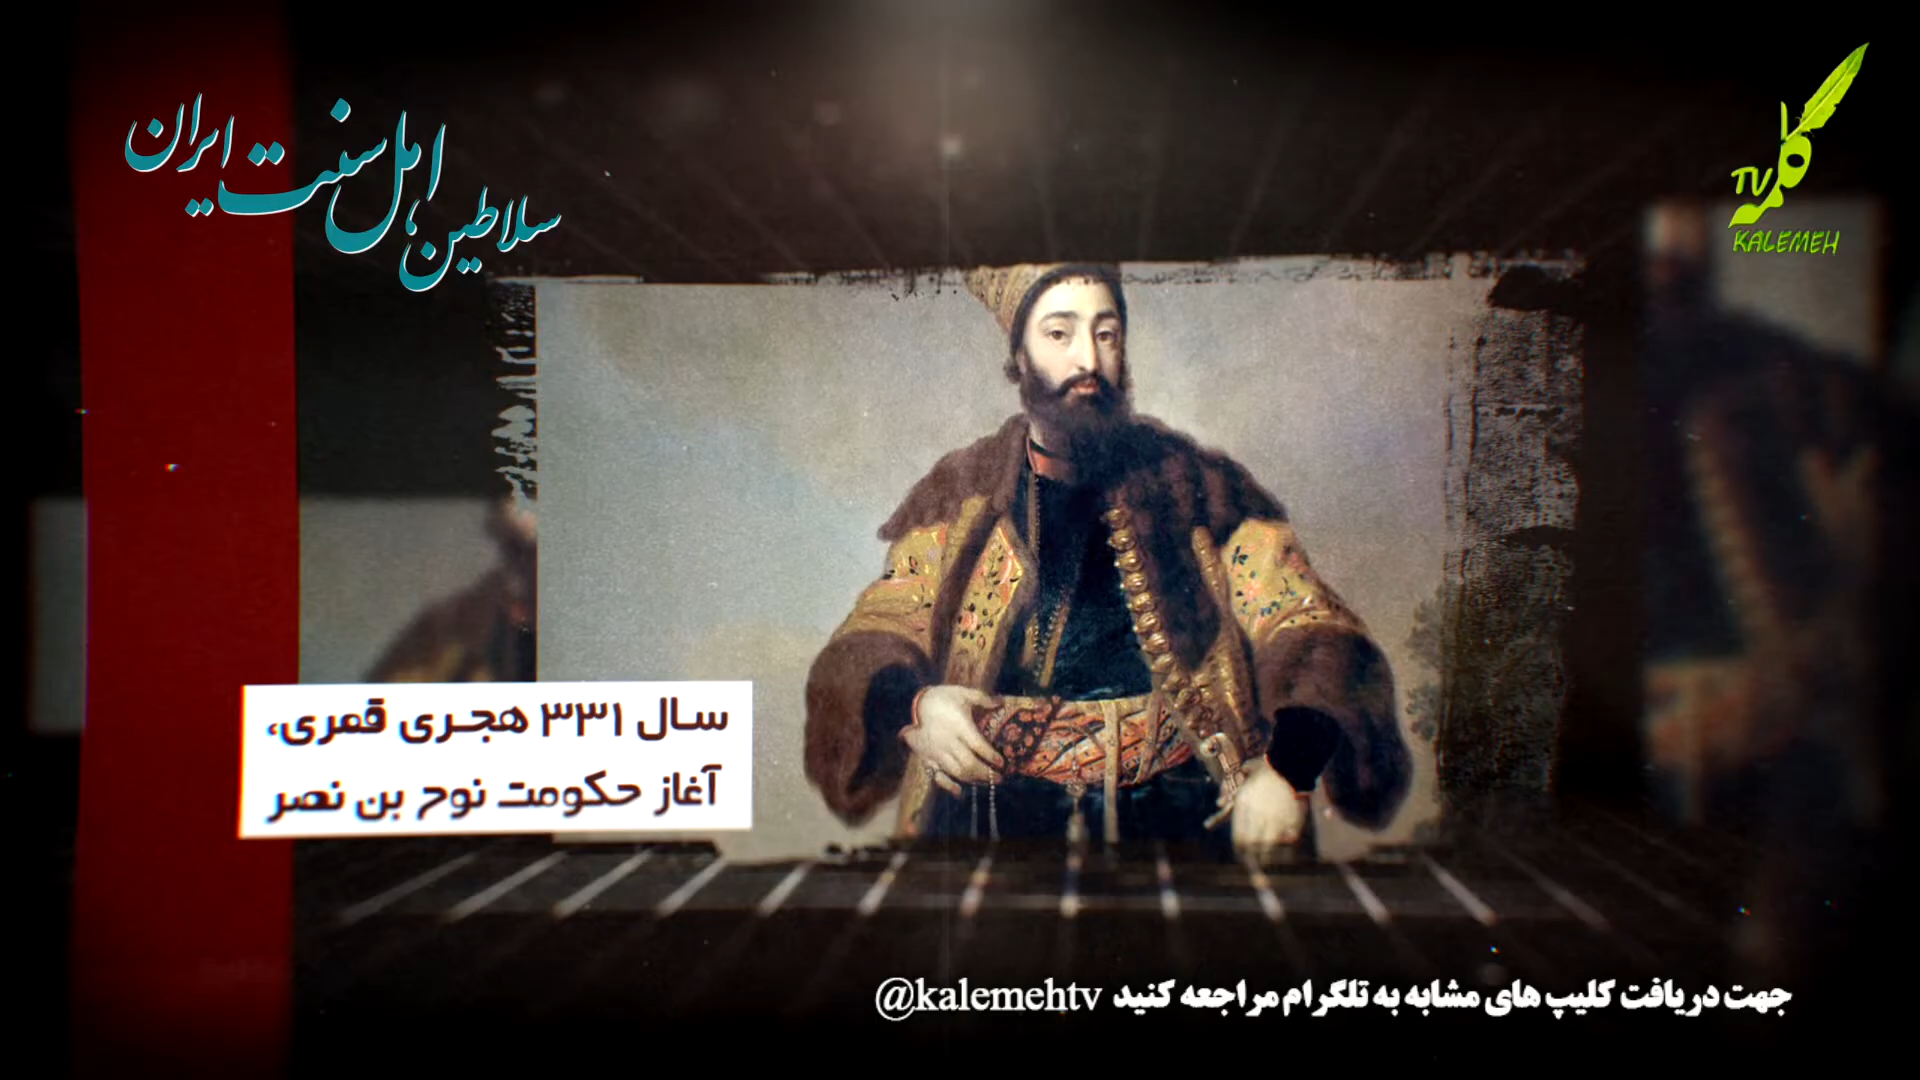 سلاطین اهل سنت ایران
کلمه
TV
KALEMEH
سال ۳۳۱ هجری قمری،
آغاز حکومت نوح بن نصر
جهت دریافت کلیپ های مشابه به تلگرام مراجعه کنید @kalemehtv